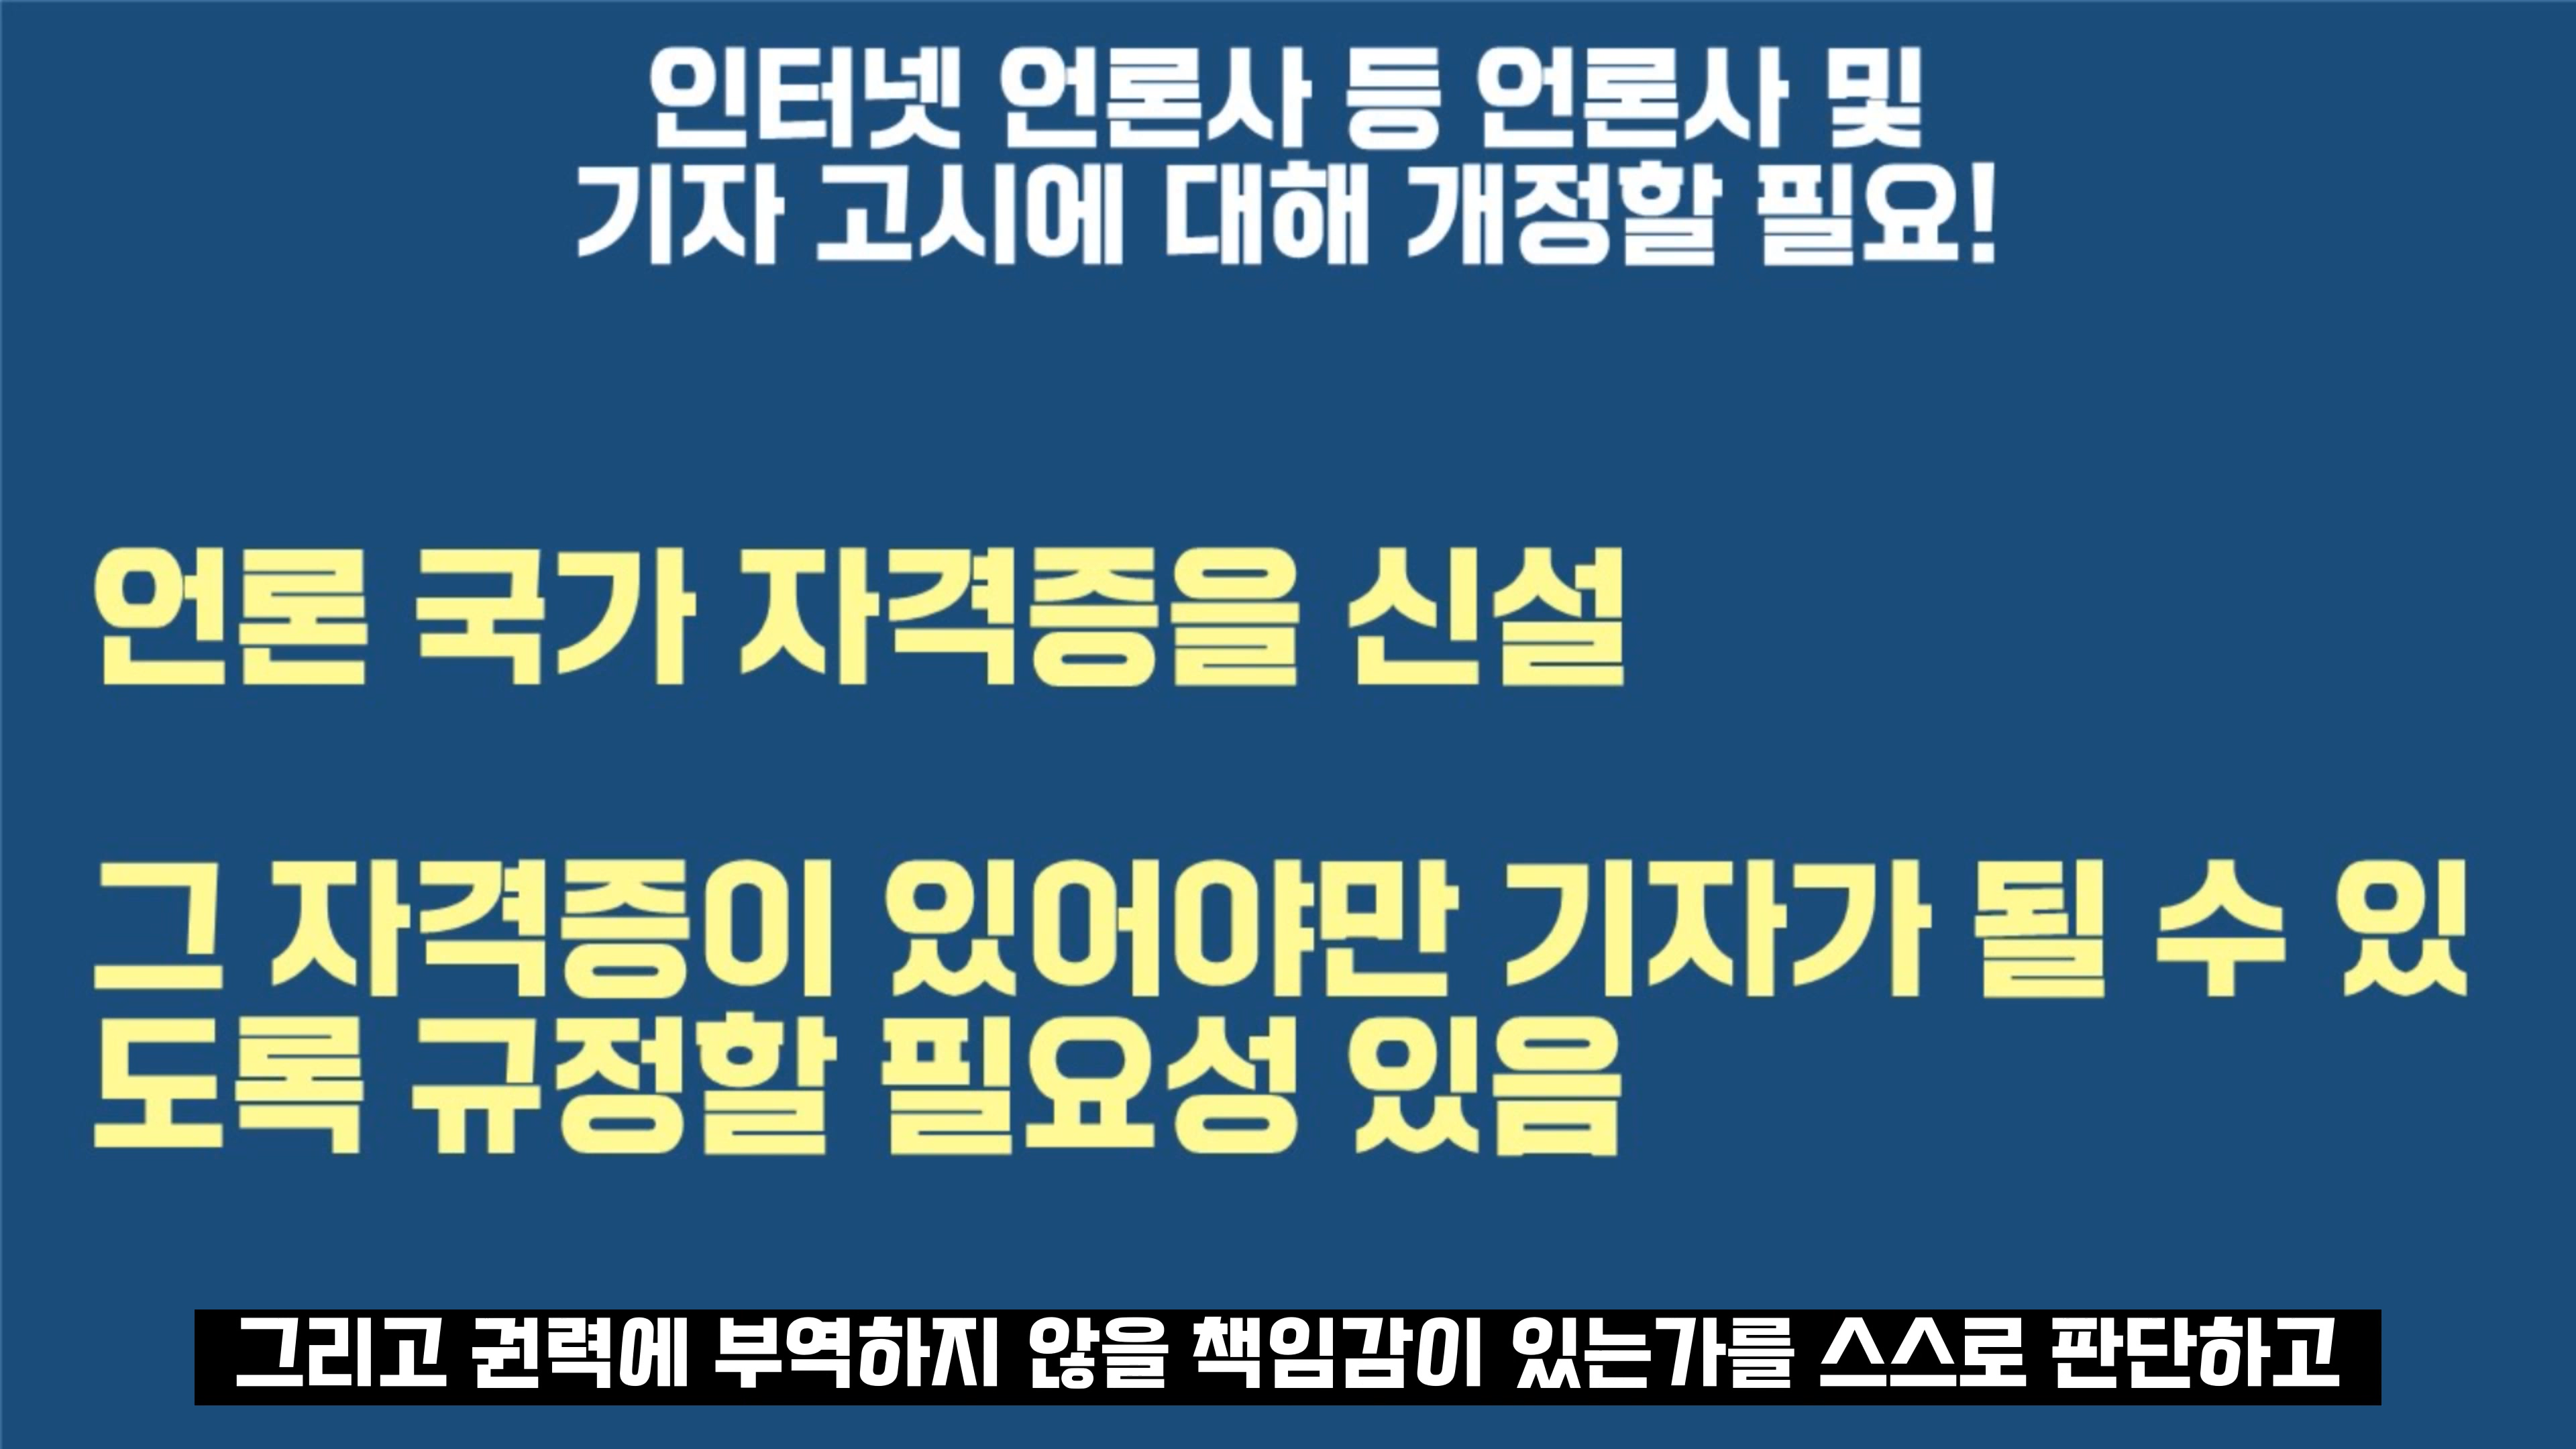 인터넷 언론사 등 언론사 및
기자 고시에 대해 개정할 필요!
언론 국가 자격증을 신설
그 자격증이 있어야만 기자가 될 수 있
도록 규정할 필요성 있음
그리고 권력에 부역하지 않을 책임감이 있는가를 스스로 판단하고